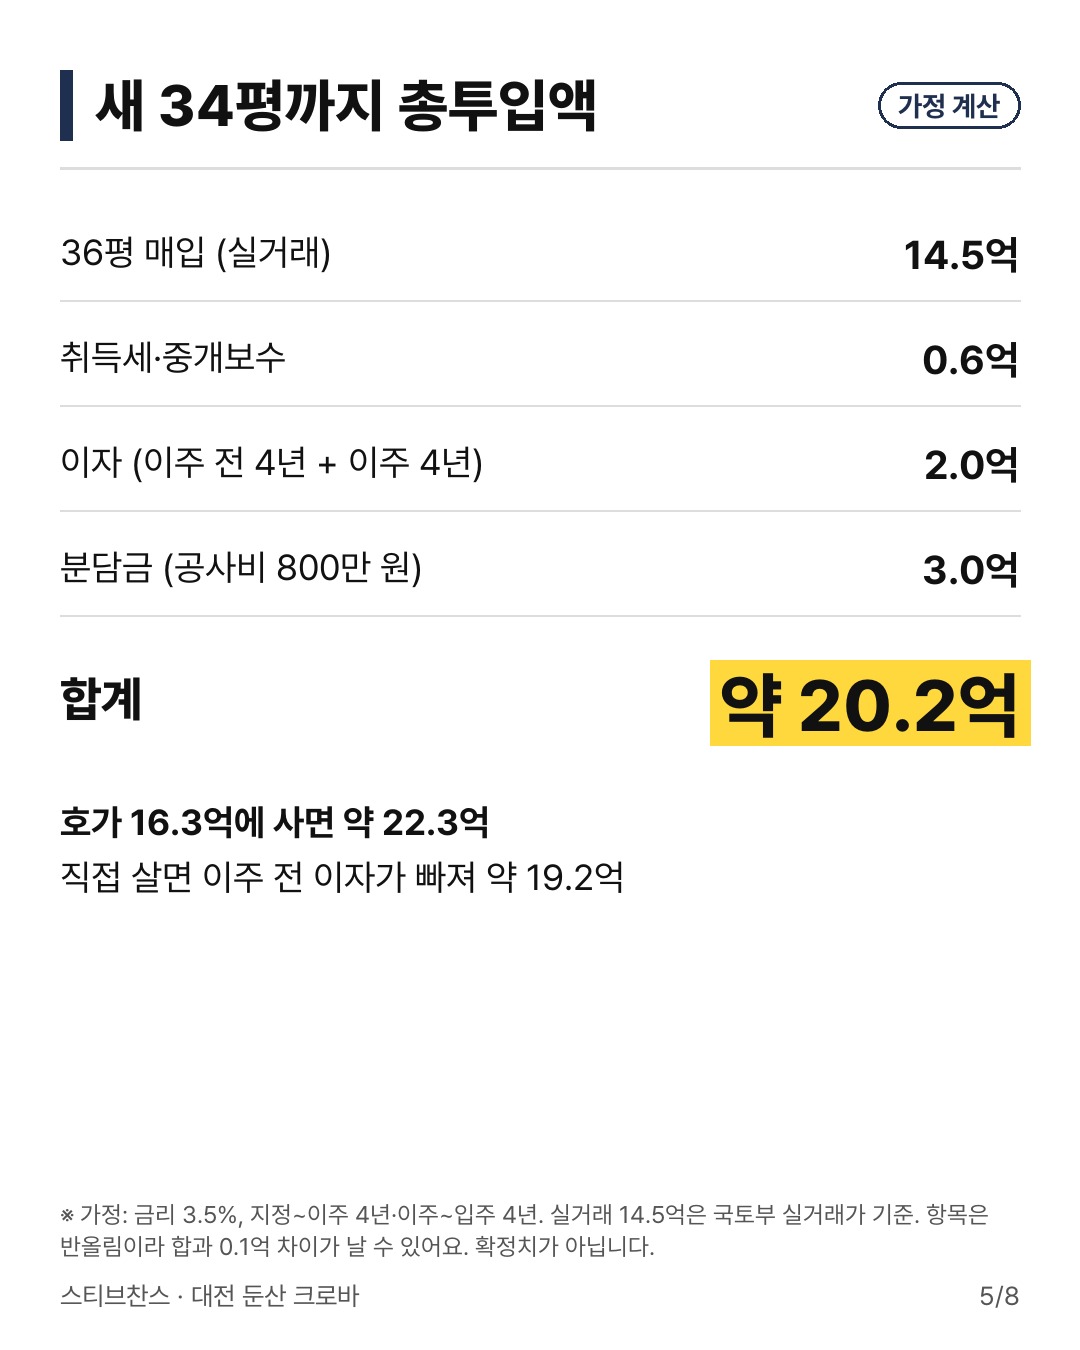 새 34평까지 총투입액
가정 계산
36평 매입 (실거래) 14.5억
취득세·중개보수 0.6억
이자 (이주 전 4년 + 이주 4년) 2.0억
분담금 (공사비 800만 원) 3.0억
합계 약 20.2억
호가 16.3억에 사면 약 22.3억
직접 살면 이주 전 이자가 빠져 약 19.2억
※ 가정: 금리 3.5%, 지정~이주 4년·이주~입주 4년. 실거래 14.5억은 국토부 실거래가 기준. 항목은
반올림이라 합과 0.1억 차이가 날 수 있어요. 확정치가 아닙니다.
스티브찬스 · 대전 둔산 크로바 5/8